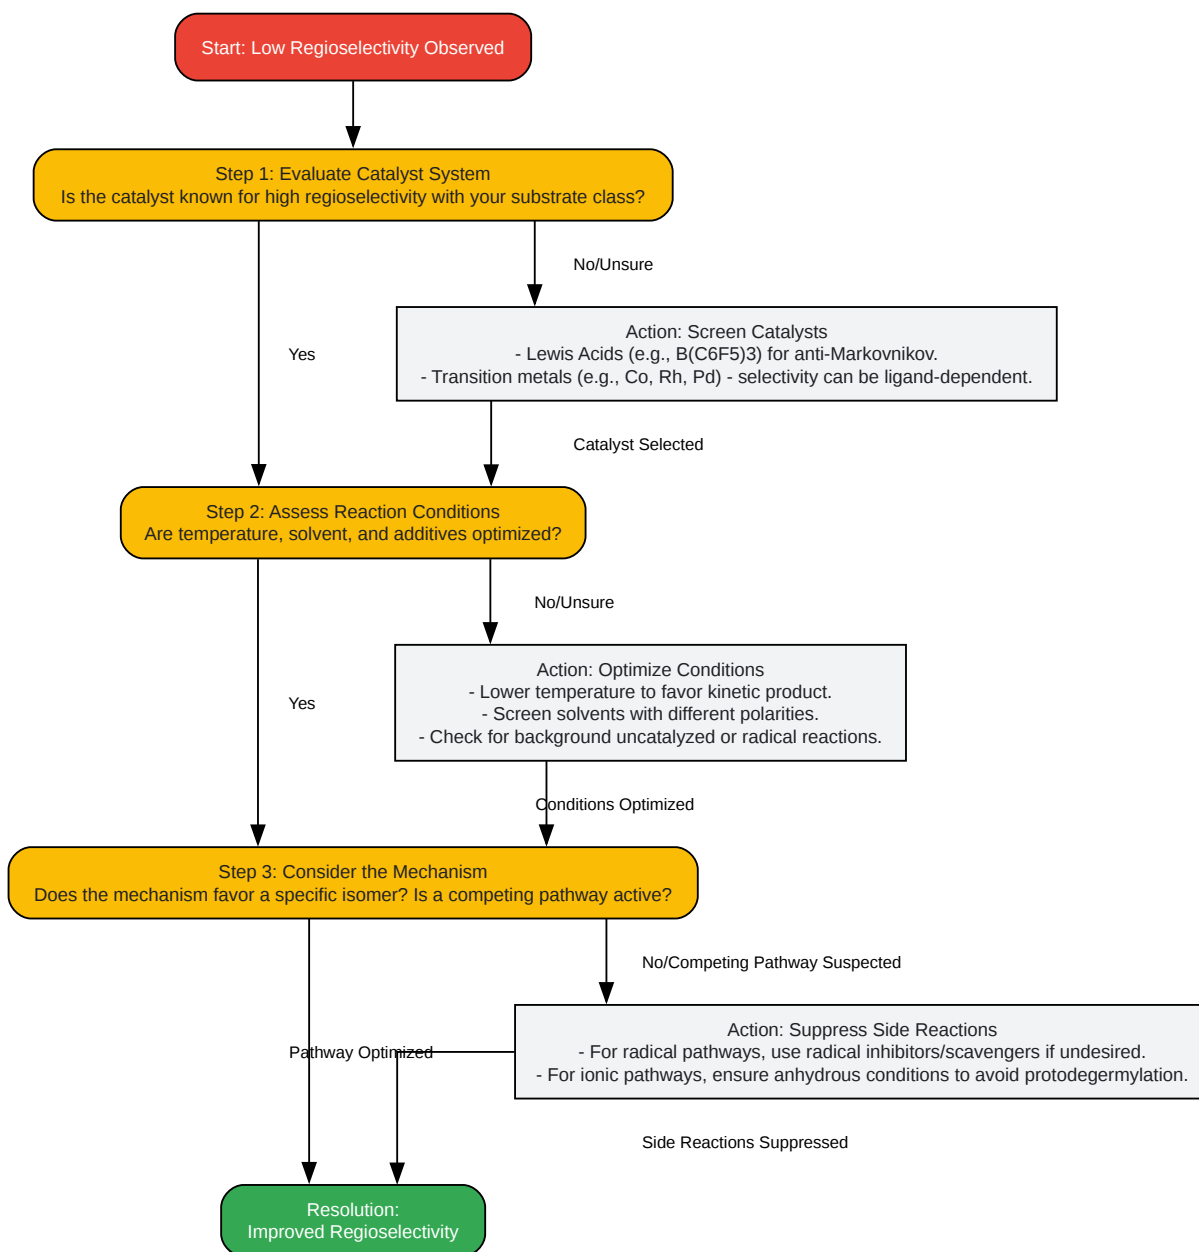 Start: Low Regioselectivity Observed
Step 1: Evaluate Catalyst System
Is the catalyst known for high regioselectivity with your substrate class?
No/Unsure
Yes
Action: Screen Catalysts
- Lewis Acids (e.g., B(C6F5)3) for anti-Markovnikov.
- Transition metals (e.g., Co, Rh, Pd) - selectivity can be ligand-dependent.
Catalyst Selected
Step 2: Assess Reaction Conditions
Are temperature, solvent, and additives optimized?
No/Unsure
Yes
Action: Optimize Conditions
- Lower temperature to favor kinetic product.
- Screen solvents with different polarities.
- Check for background uncatalyzed or radical reactions.
Conditions Optimized
Step 3: Consider the Mechanism
Does the mechanism favor a specific isomer? Is a competing pathway active?
No/Competing Pathway Suspected
Pathway Optimized
Action: Suppress Side Reactions
- For radical pathways, use radical inhibitors/scavengers if undesired.
- For ionic pathways, ensure anhydrous conditions to avoid protodegermylation.
Side Reactions Suppressed
Resolution:
Improved Regioselectivity